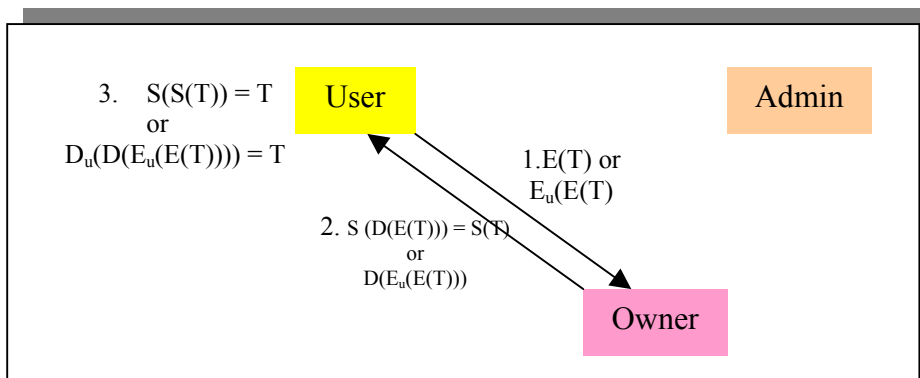 3. S(S(T)) = T
or
Dᵤ(D(Eᵤ(E(T)))) = T
User
Admin
1.E(T) or
Eᵤ(E(T)
2. S (D(E(T))) = S(T)
or
D(Eᵤ(E(T)))
Owner